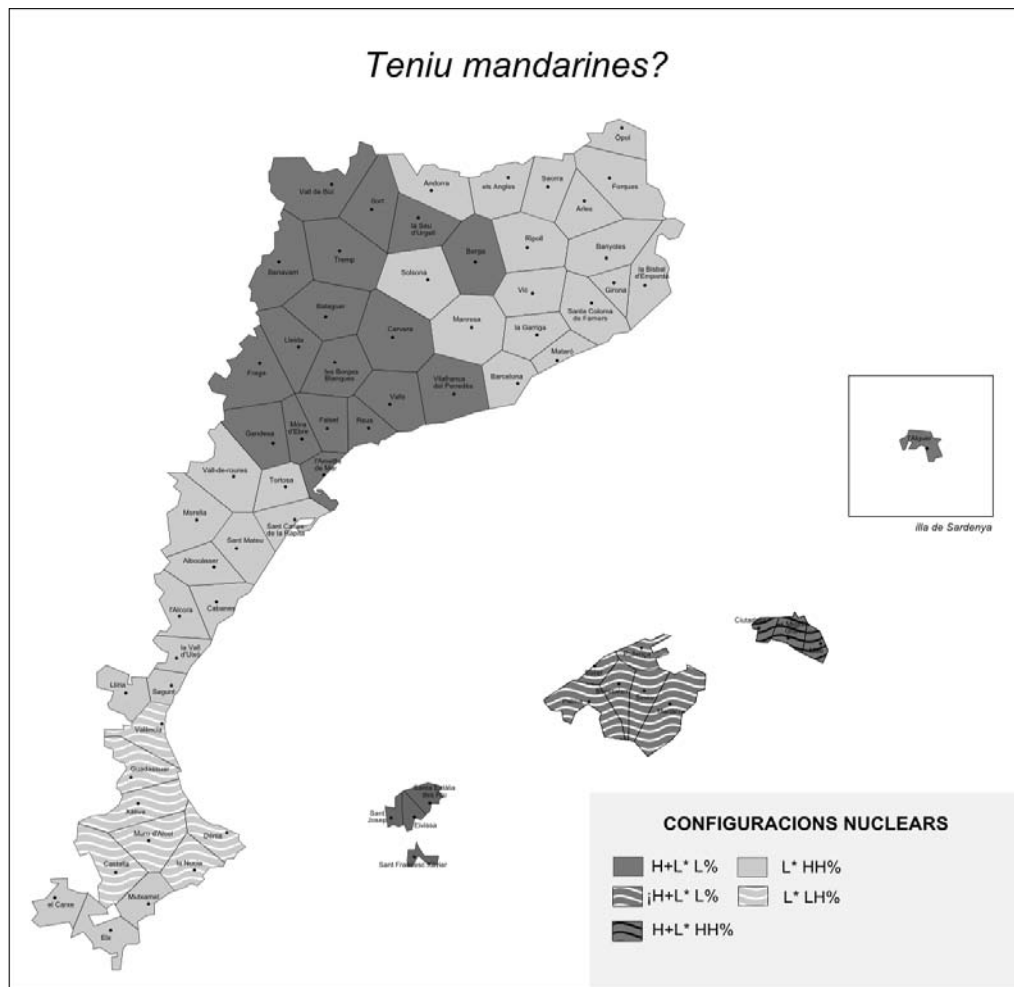 Teniu mandarines?
Òpol
Vall de Boí
Sort
Andorra
els Angles
Saorra
Forques
Arles
la Seu
d'Urgell
Tremp
Berga
Ripoll
Banyoles
Benavarri
Solsona
la Bisbal
d'Empordà
Vic
Girona
Balaguer
Santa Coloma
de Farners
Cervera
Manresa
la Garriga
Lleida
Mataró
Fraga
les Borges
Blanques
Barcelona
Vilafranca
del Penedès
Valls
Gandesa
Móra
d'Ebre
Falset
Reus
l'Ametlla
de Mar
l'Alguer
Vall-de-roures
Tortosa
Morella
Sant Carles
de la Ràpita
illa de Sardenya
Sant Mateu
Albocàsser
l'Alcora
Cabanes
la Vall
d'Uixó
Llíria
Sagunt
València
Guadassuar
Xàtiva
Muro d'Alcoi
Dénia
Castalla
la Nucia
el Carxe
Mutxamel
Elx
Santa Eulàlia
des Riu
Sant
Josep
Eivissa
Sant Francesc Xavier
CONFIGURACIONS NUCLEARS
H+L* L%
L* HH%
¡H+L* L%
L* LH%
H+L* HH%